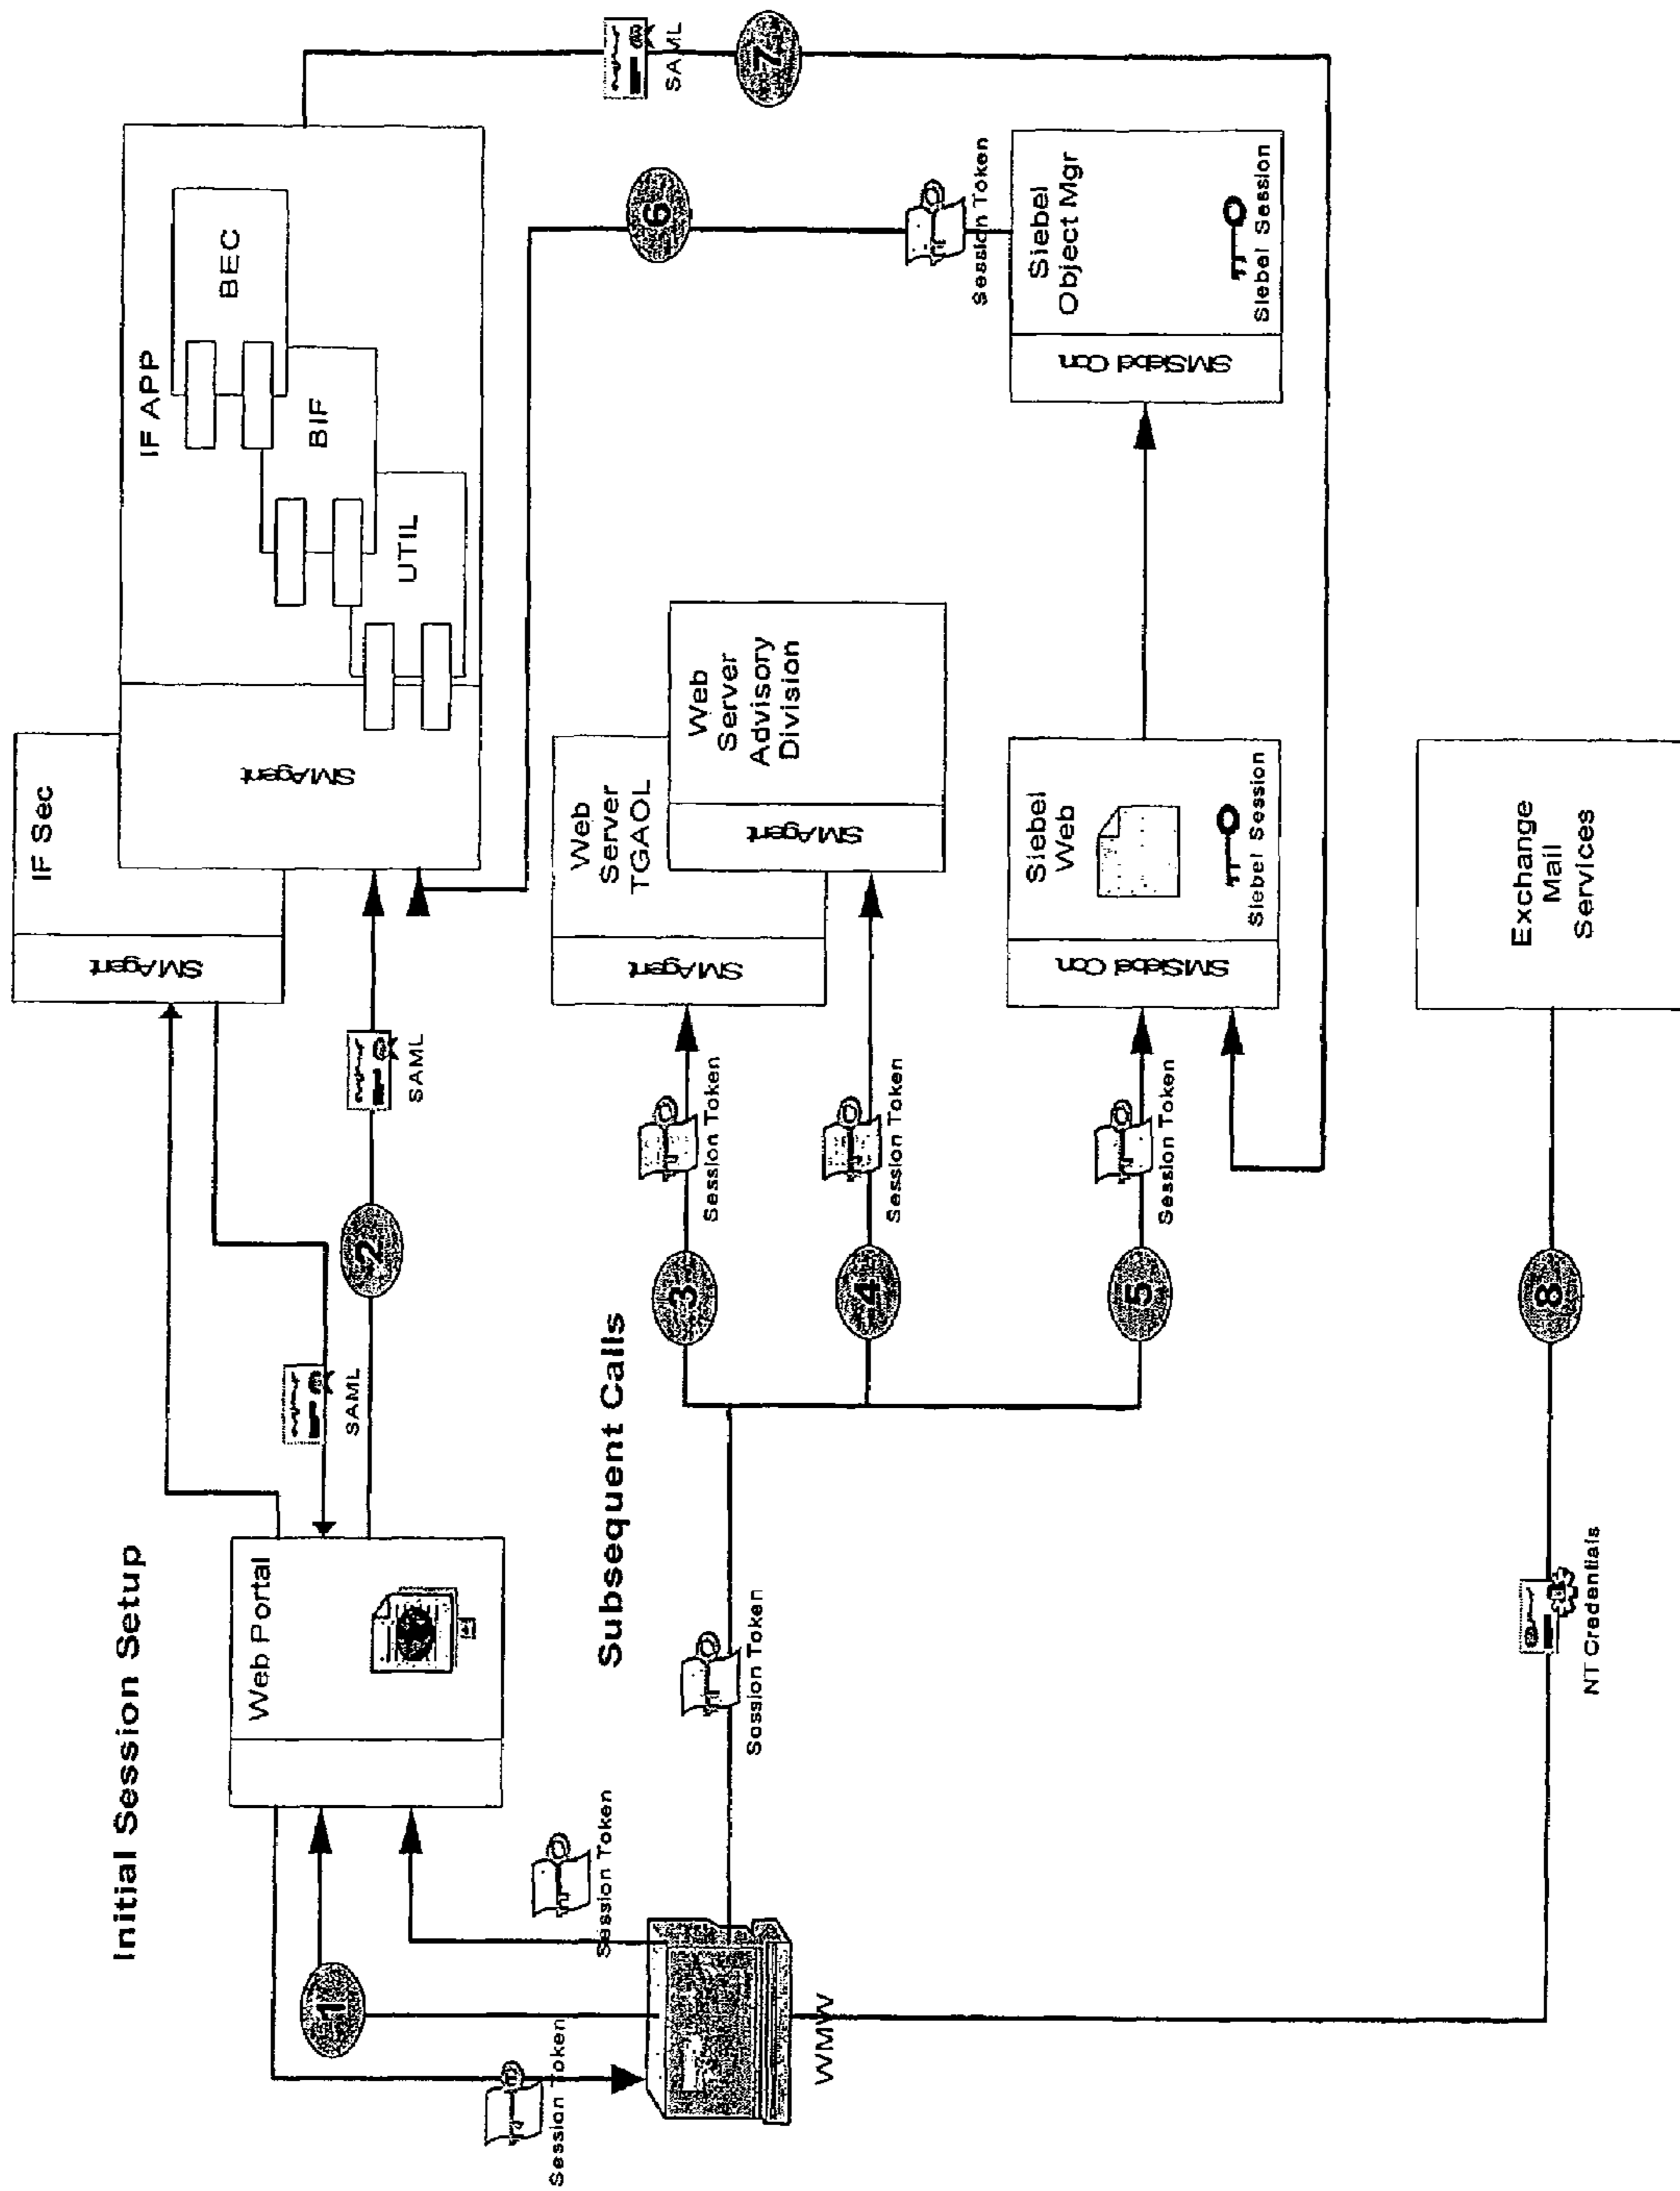 Initial Session Setup
Web Portal
1
Session Token
Session Token
WMW
SAML
2
SAML
IF Sec
SMAgent
IF APP
SMAgent
BEC
BIF
UTIL
SAML
7
6
Subsequent Calls
Session Token
3
Session Token
4
Session Token
5
Session Token
Web
Server
TGAOL
SMAgent
Web
Server
Advisory
Division
SMAgent
Siebel
Web
SMSiebel Con.
Siebel Session
Session Token
Siebel
Object Mgr
SMSiebel Con.
Siebel Session
8
NT Credentials
Exchange
Mail
Services